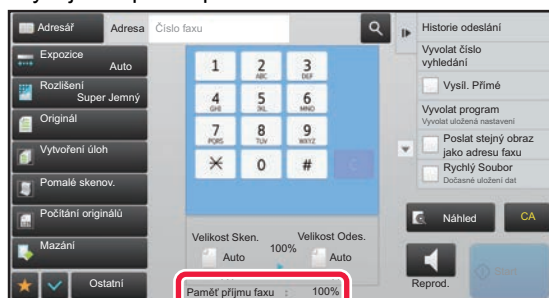 Adresář
Adresa
Číslo faxu
Expozice
Auto
Rozlišení
Super Jemný
Originál
Vytvoření úloh
Pomalé skenov.
Počítání originálů
Mazání
Ostatní
1
2 ABC
3 DEF
4 GHI
5 JKL
6 MNO
7 PQRS
8 TUV
9 WXYZ
0
#
C
Velikost Sken.
100%
Velikost Odes.
Auto
Auto
Paměť příjmu faxu : 100%
Historie odeslání
Vyvolat číslo
vyhledání
Vysíl. Přímé
Vyvolat program
Vyvolat uložená nastavení
Poslat stejný obraz
jako adresu faxu
Rychlý Soubor
Dočasné uložení dat
Náhled
CA
Reprod.
Start